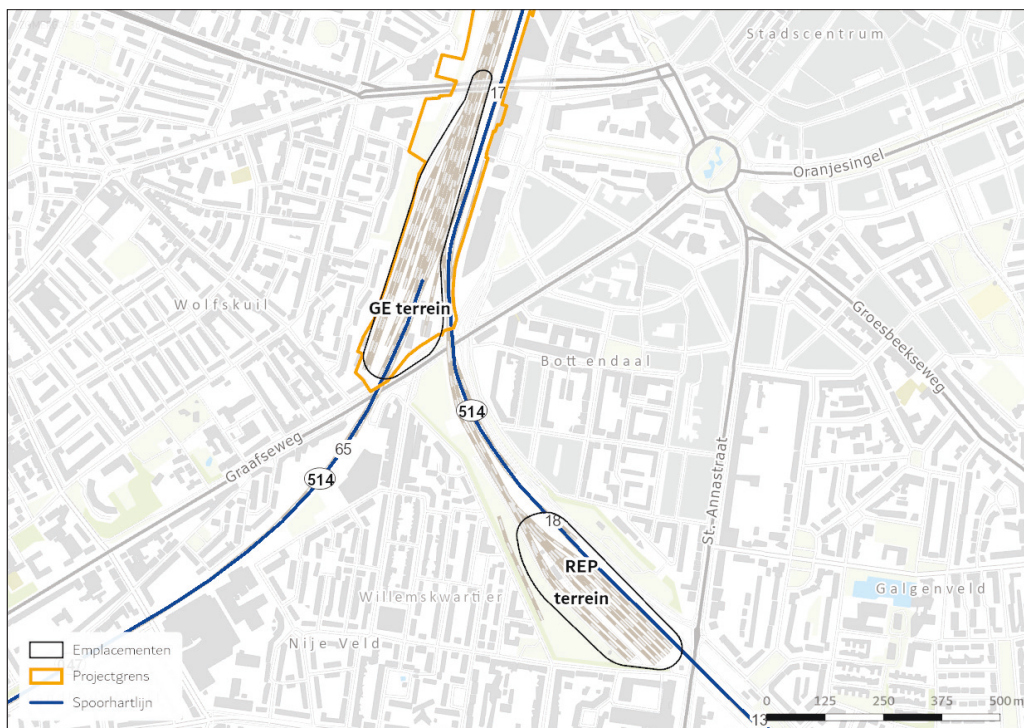 Stadscentrum
17
Oranjesingel
Wolfskuil
GE terrein
Groesbeekseweg
Bottendaal
514
Graafseweg
65
514
St.-Annastraat
18
REP
terrein
Galgenveld
Willemskwartier
Nije Veld
Emplacementen
Projectgrens
Spoorhartlijn
0 125 250 375 500 m
13